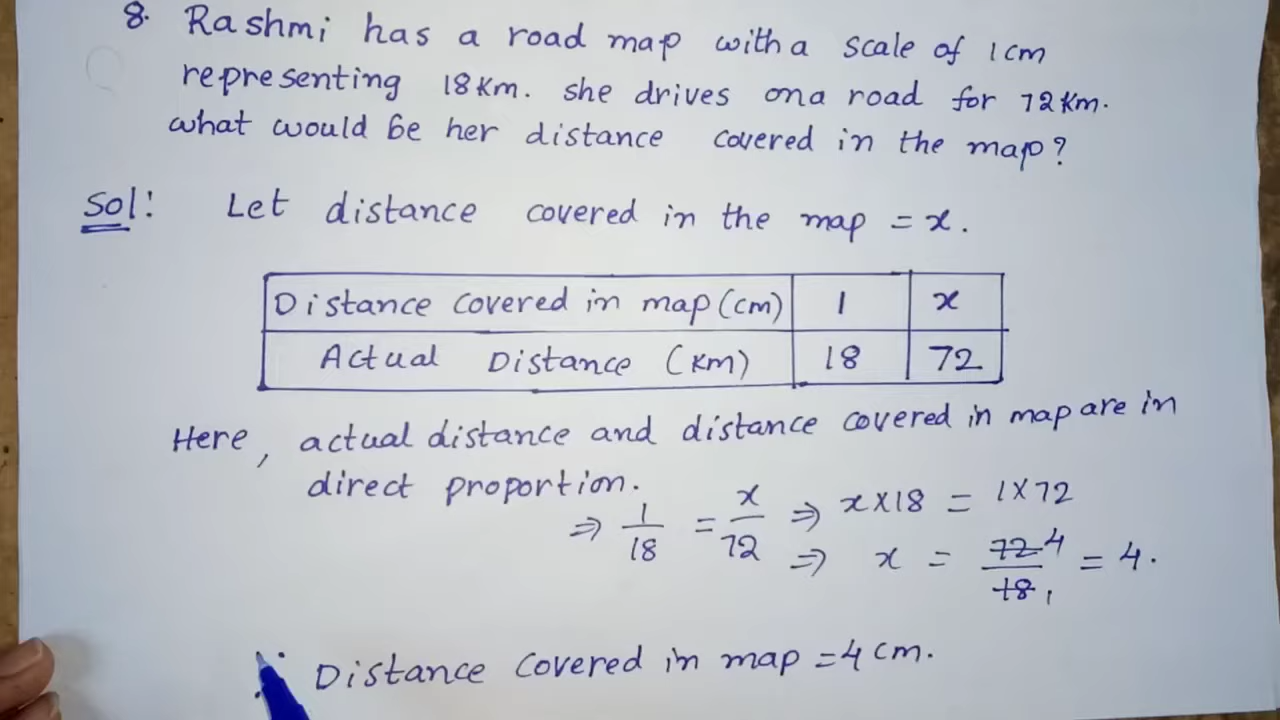 8. Rashmi has a road map with a scale of 1cm
representing 18Km. she drives on a road for 72Km.
what would be her distance covered in the map?
Sol: Let distance covered in the map = x.
Distance covered in map (cm) 1 x
Actual Distance (Km) 18 72
Here, actual distance and distance covered in map are in
direct proportion.
⇒ 1/18 = x/72 ⇒ x×18 = 1×72
⇒ x = 72 4/18 1 = 4.
∴ Distance covered in map = 4cm.